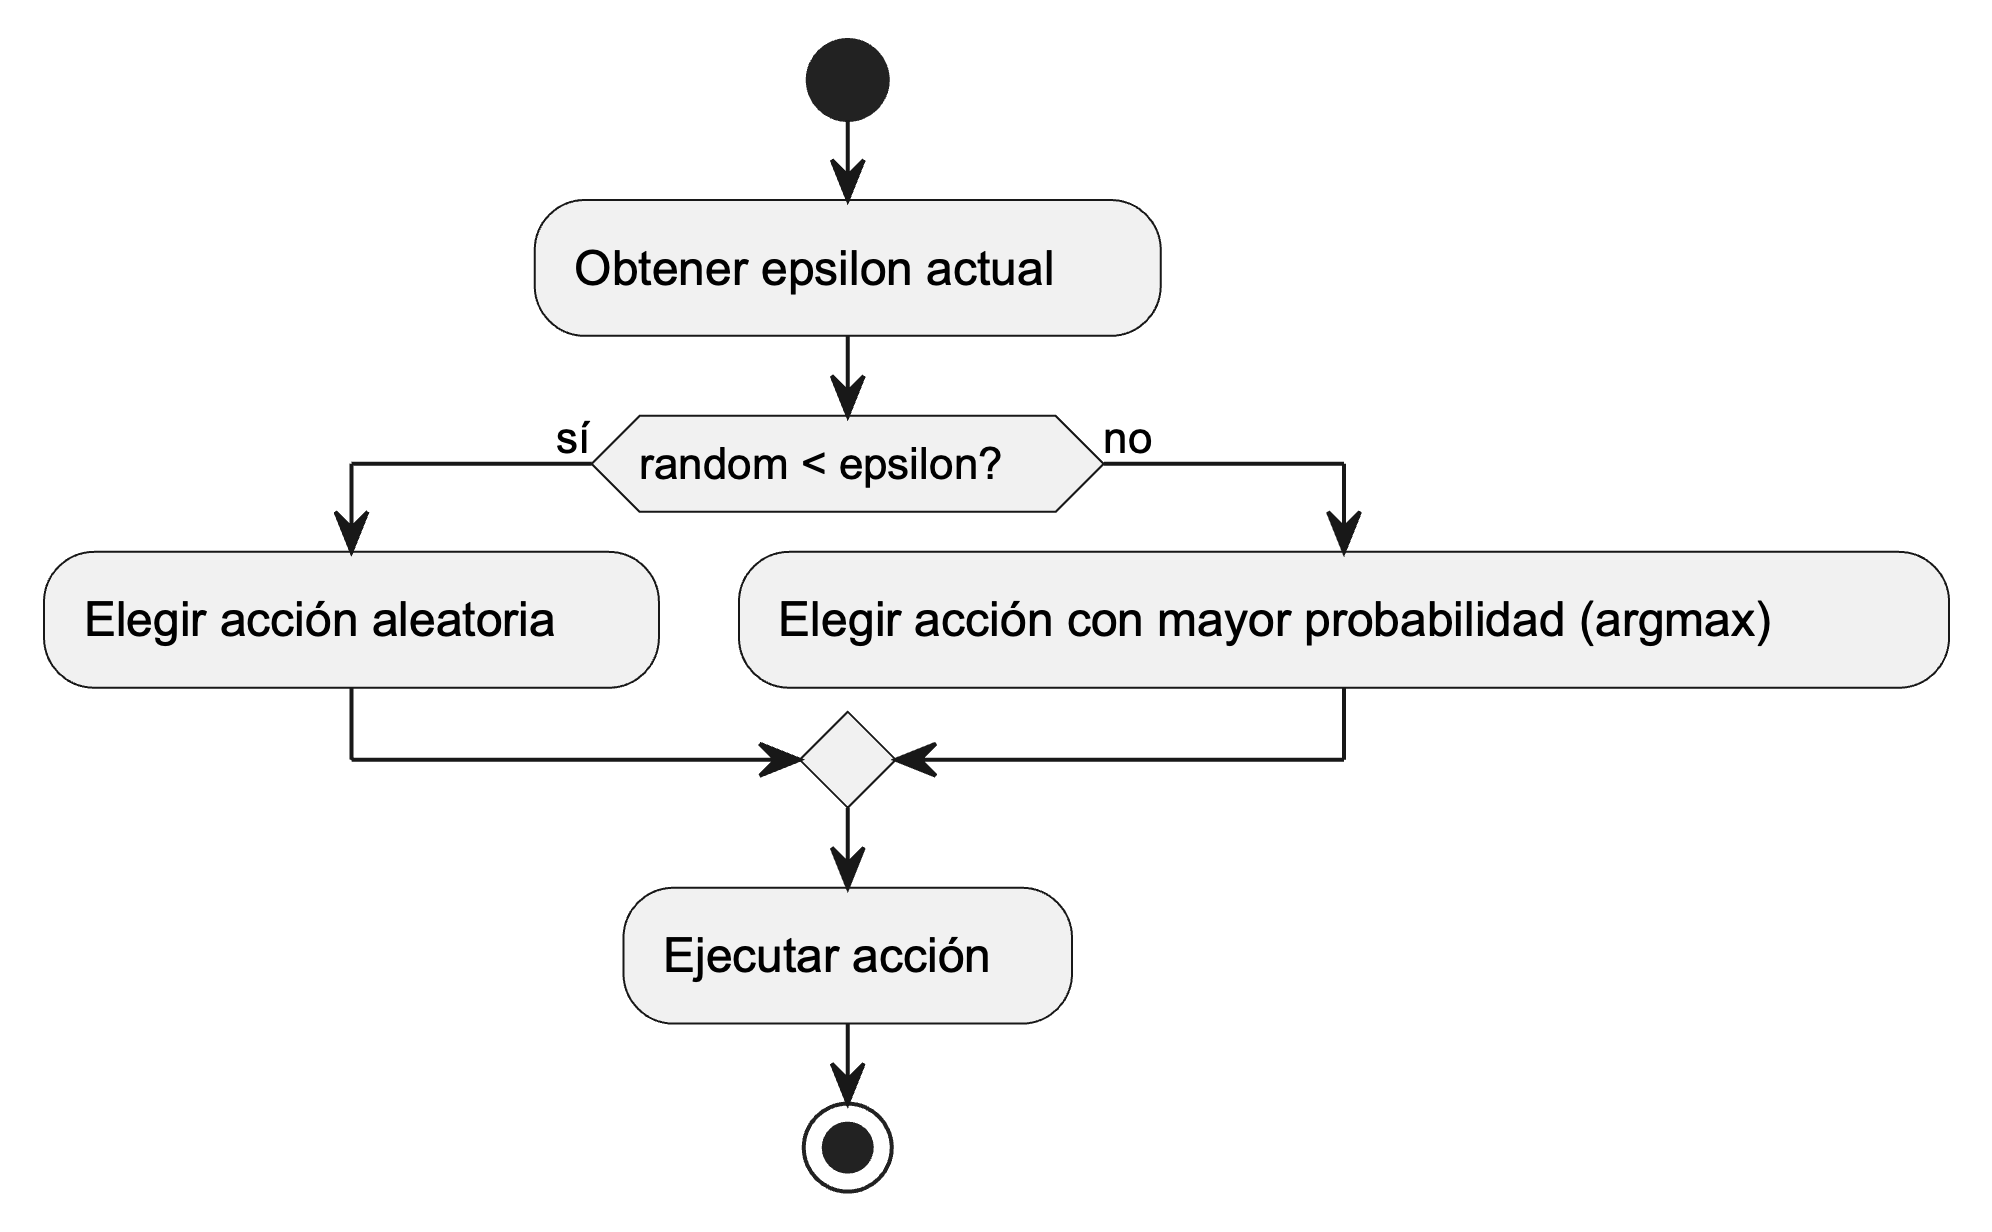 Obtener epsilon actual
sí
random < epsilon?
no
Elegir acción aleatoria
Elegir acción con mayor probabilidad (argmax)
Ejecutar acción